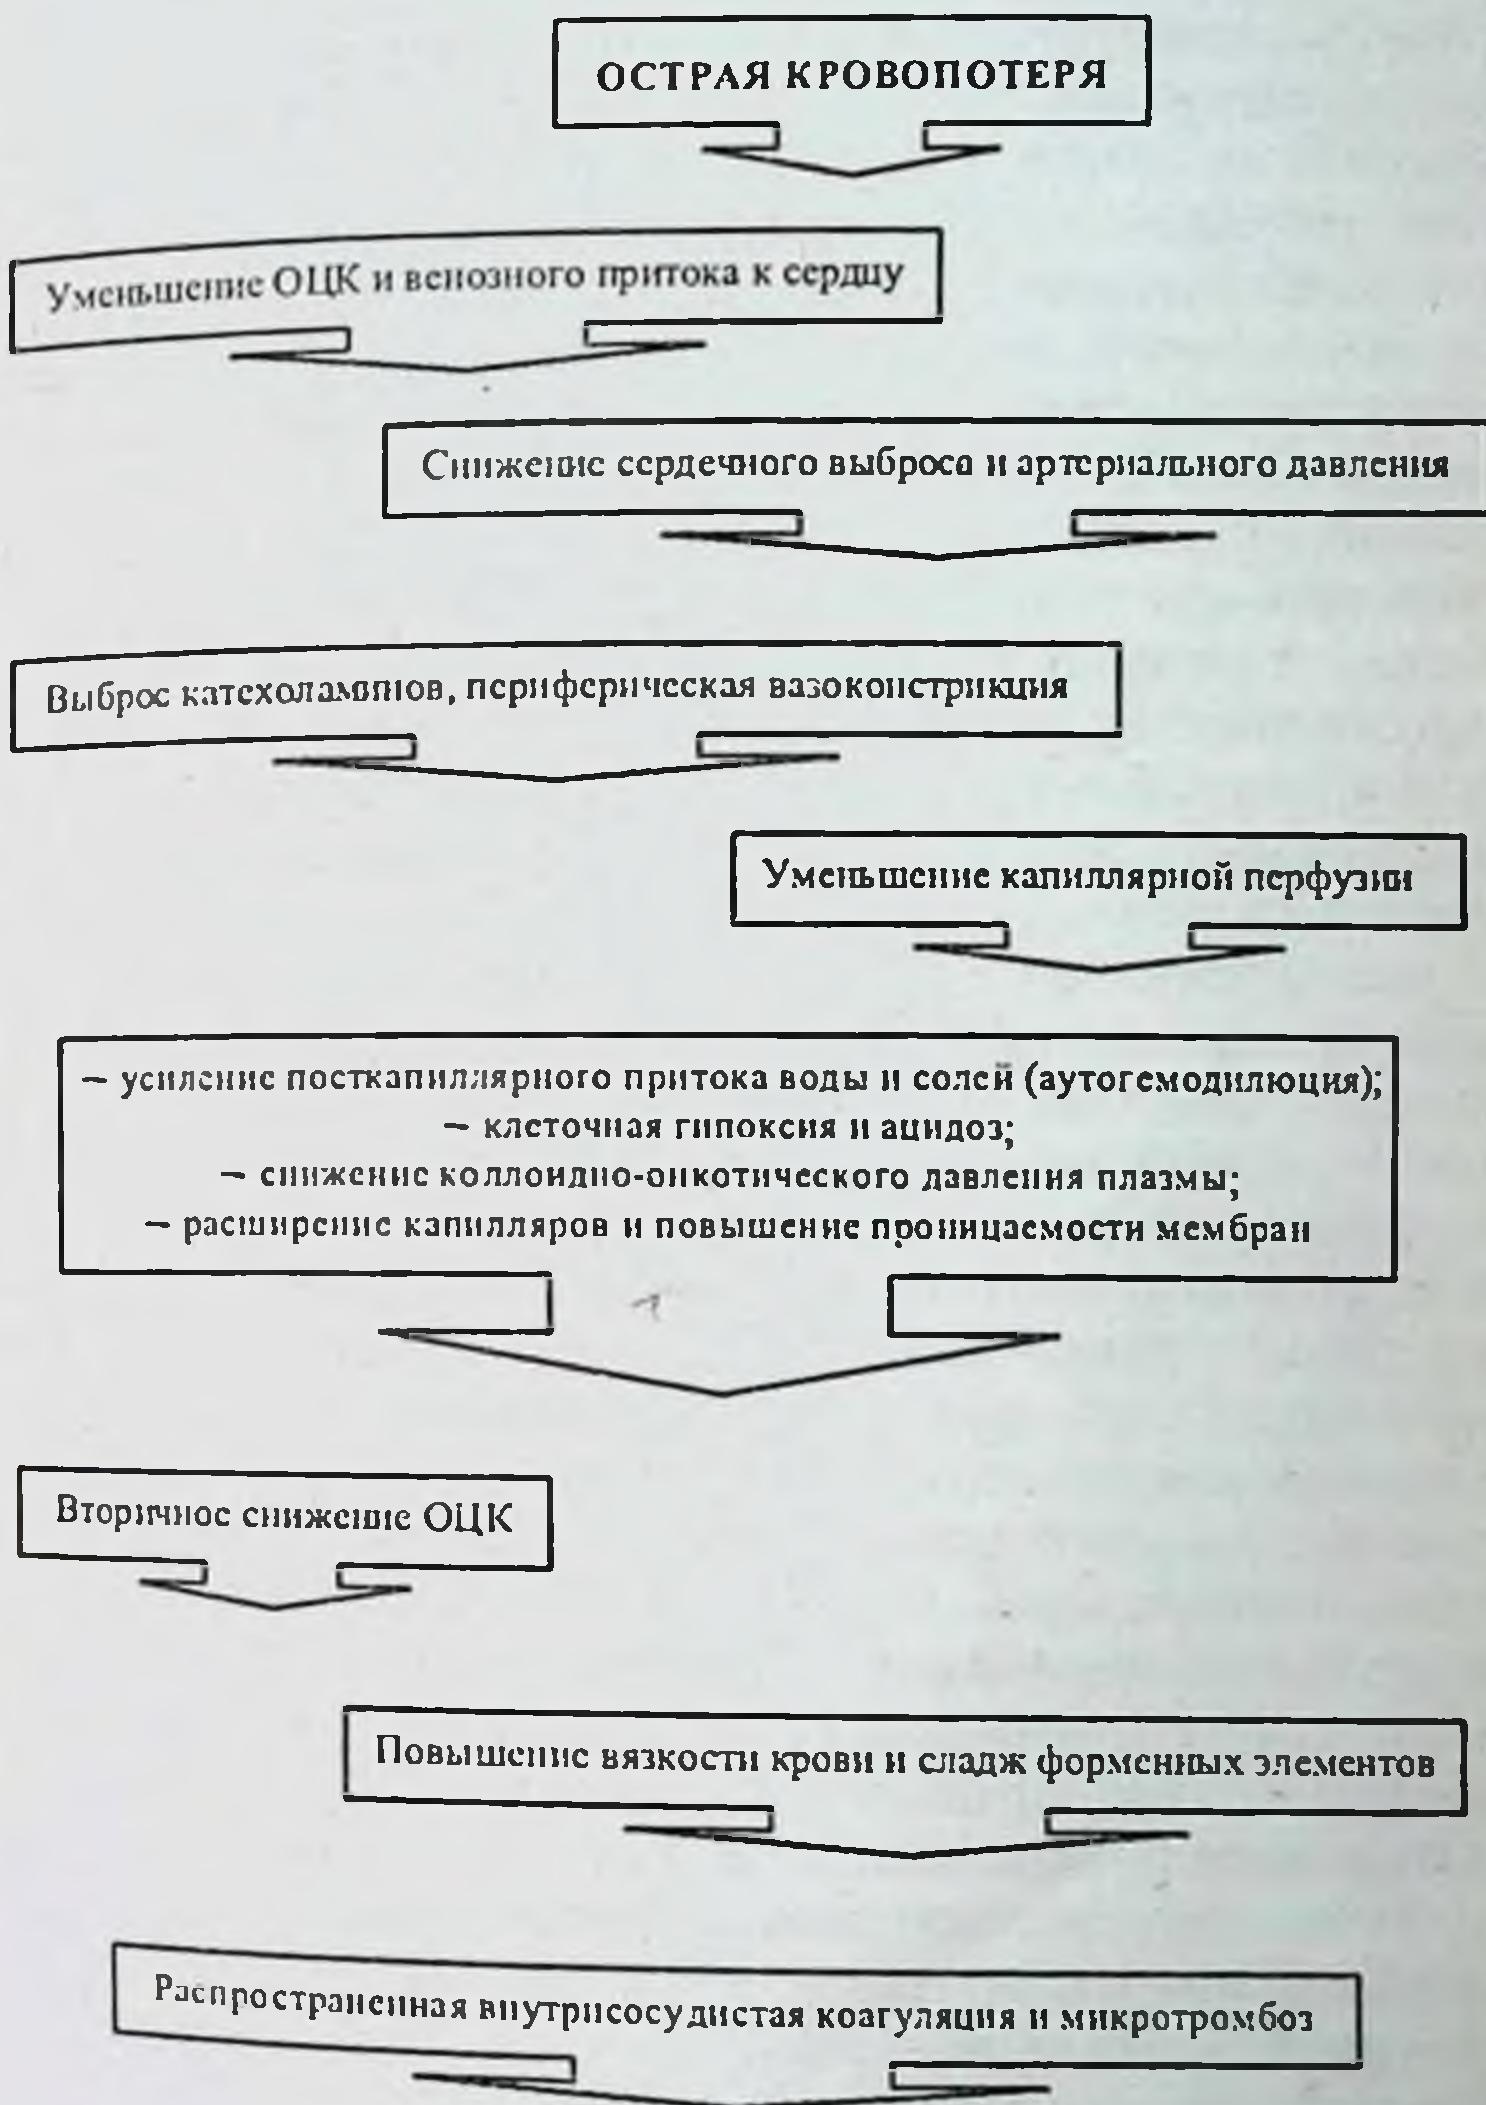 ОСТРАЯ КРОВОПОТЕРЯ
Уменьшение ОЦК и венозного притока к сердцу
Снижение сердечного выброса и артериального давления
Выброс катехоламинов, периферическая вазоконстрикция
Уменьшение капиллярной перфузии
– усиление посткапиллярного притока воды и солей (аутогемодилюция);
– клеточная гипоксия и ацидоз;
– снижение коллоидно-онкотического давления плазмы;
– расширение капилляров и повышение проницаемости мембран
Вторичное снижение ОЦК
Повышение вязкости крови и сладж форменных элементов
Распространенная внутрисосудистая коагуляция и микротромбоз